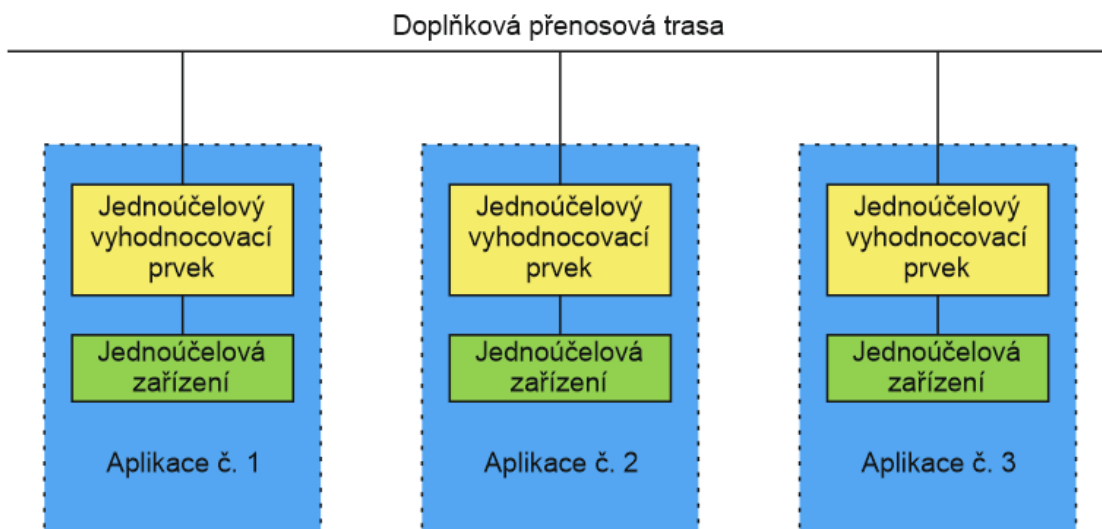 Doplňková přenosová trasa
Jednoúčelový
vyhodnocovací
prvek
Jednoúčelová
zařízení
Aplikace č. 1
Jednoúčelový
vyhodnocovací
prvek
Jednoúčelová
zařízení
Aplikace č. 2
Jednoúčelový
vyhodnocovací
prvek
Jednoúčelová
zařízení
Aplikace č. 3